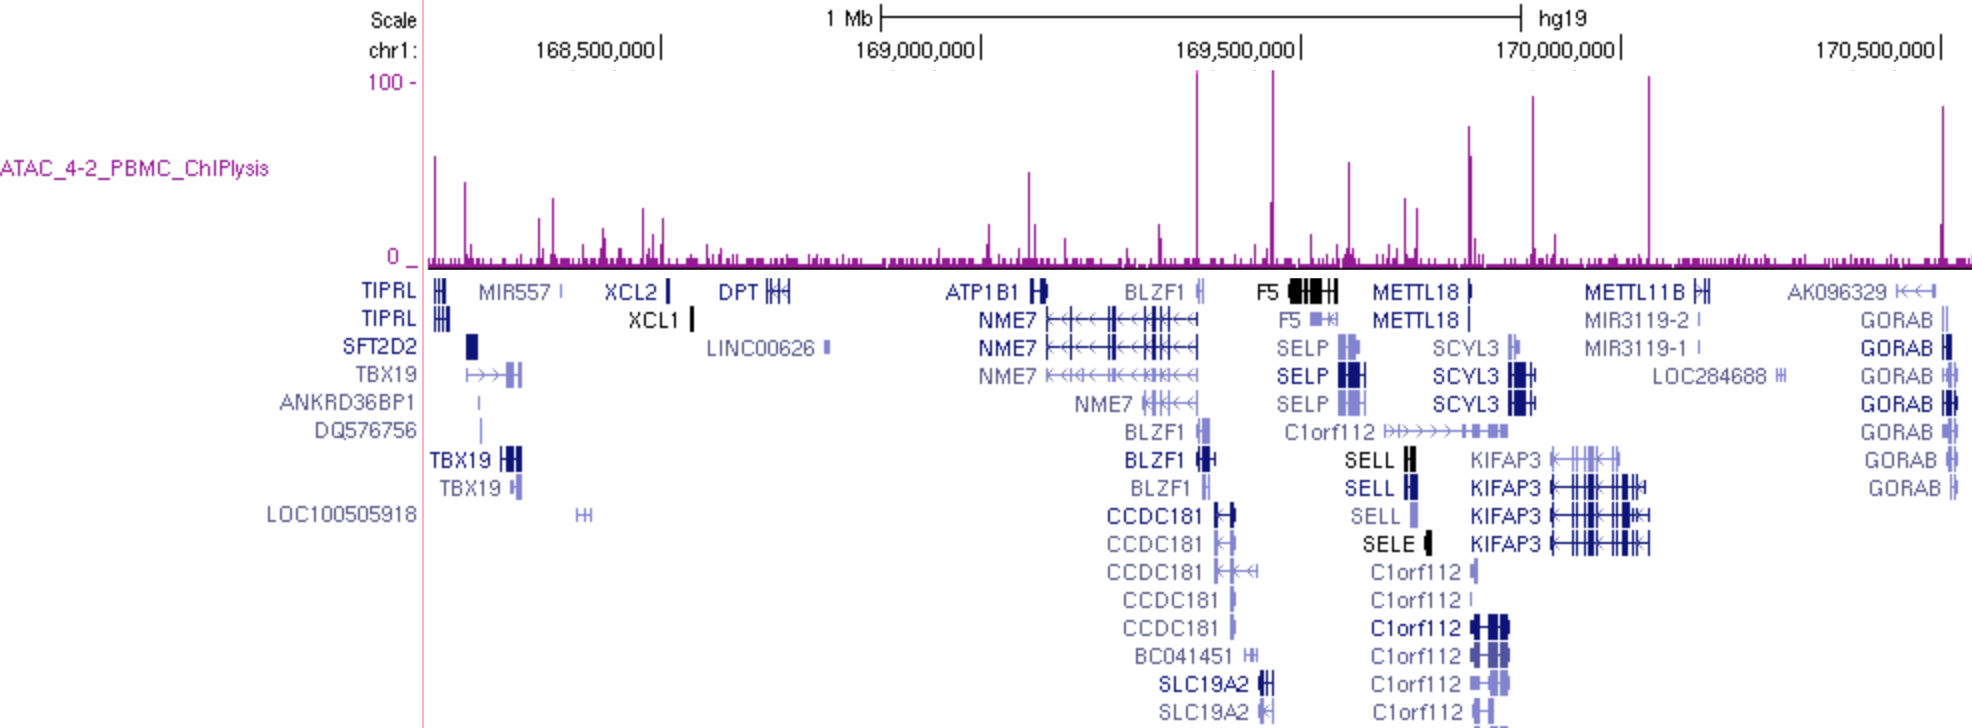 Scale 1 Mb hg19
chr1: 168,500,000 169,000,000 169,500,000 170,000,000 170,500,000
100 -
ATAC_4-2_PBMC_ChIPlysis
0 _
TIPRL MIR557 XCL2 DPT ATP1B1 BLZF1 F5 METTL18 METTL11B AK096329
TIPRL XCL1 NME7 F5 METTL18 MIR3119-2 GORAB
SFT2D2 LINC00626 NME7 SELP SCYL3 MIR3119-1 GORAB
TBX19 NME7 SELP SCYL3 LOC284688 GORAB
ANKRD36BP1 NME7 SELP SCYL3 GORAB
DQ576756 BLZF1 C1orf112 GORAB
TBX19 BLZF1 SELL KIFAP3 GORAB
TBX19 BLZF1 SELL KIFAP3 GORAB
LOC100505918 CCDC181 SELL KIFAP3
CCDC181 SELE KIFAP3
CCDC181 C1orf112
CCDC181 C1orf112
CCDC181 C1orf112
BC041451 C1orf112
SLC19A2 C1orf112
SLC19A2 C1orf112